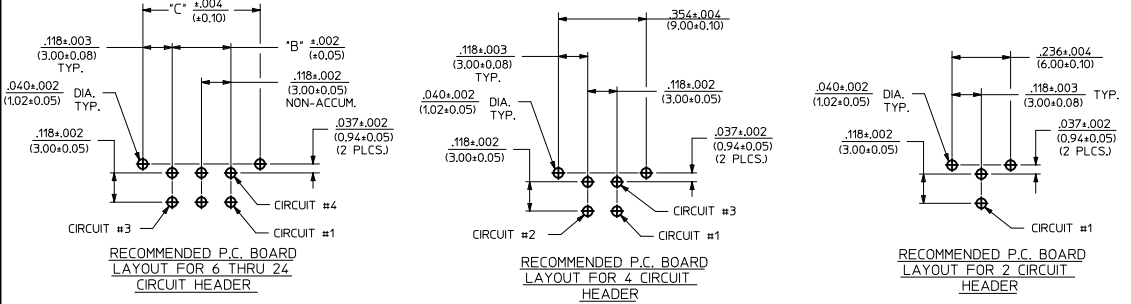 "C" ±.004
(±0.10)
.118±.003
(3.00±0.08)
TYP.
"B" ±.002
(±0.05)
.118±.002
(3.00±0.05)
NON-ACCUM.
.040±.002 DIA.
(1.02±0.05) TYP.
.118±.002
(3.00±0.05)
.037±.002
(0.94±0.05)
(2 PLCS.)
CIRCUIT #4
CIRCUIT #3
CIRCUIT #1
RECOMMENDED P.C. BOARD
LAYOUT FOR 6 THRU 24
CIRCUIT HEADER
.354±.004
(9.00±0.10)
.118±.003
(3.00±0.08)
TYP.
.118±.002
(3.00±0.05)
.040±.002 DIA.
(1.02±0.05) TYP.
.118±.002
(3.00±0.05)
.037±.002
(0.94±0.05)
(2 PLCS.)
CIRCUIT #3
CIRCUIT #2
CIRCUIT #1
RECOMMENDED P.C. BOARD
LAYOUT FOR 4 CIRCUIT
HEADER
.236±.004
(6.00±0.10)
.040±.002 DIA.
(1.02±0.05) TYP.
.118±.003 TYP.
(3.00±0.08)
.118±.002
(3.00±0.05)
.037±.002
(0.94±0.05)
(2 PLCS.)
CIRCUIT #1
RECOMMENDED P.C. BOARD
LAYOUT FOR 2 CIRCUIT
HEADER